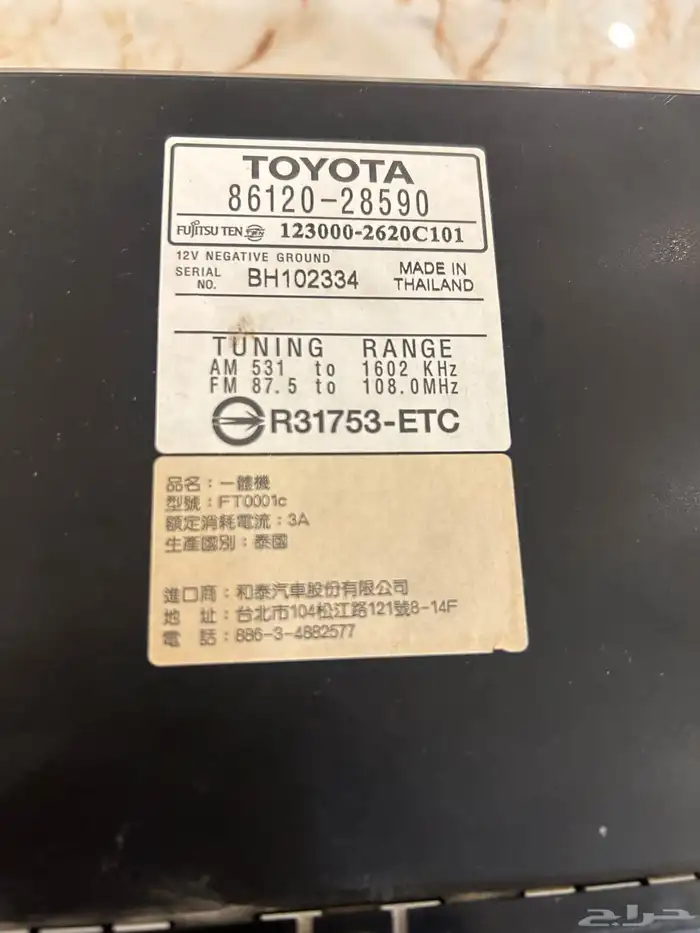 TOYOTA
86120-28590
FUJITSU TEN TEN 123000-2620C101
12V NEGATIVE GROUND
SERIAL NO. BH102334
MADE IN THAILAND
TUNING RANGE
AM 531 to 1602 KHz
FM 87.5 to 108.0MHz
R31753-ETC
品名：一體機
型號：FT0001c
額定消耗電流：3A
生產國別：泰國
進口商：和泰汽車股份有限公司
地 址：台北市104松江路121號8-14F
電 話：886-3-4882577
حراج